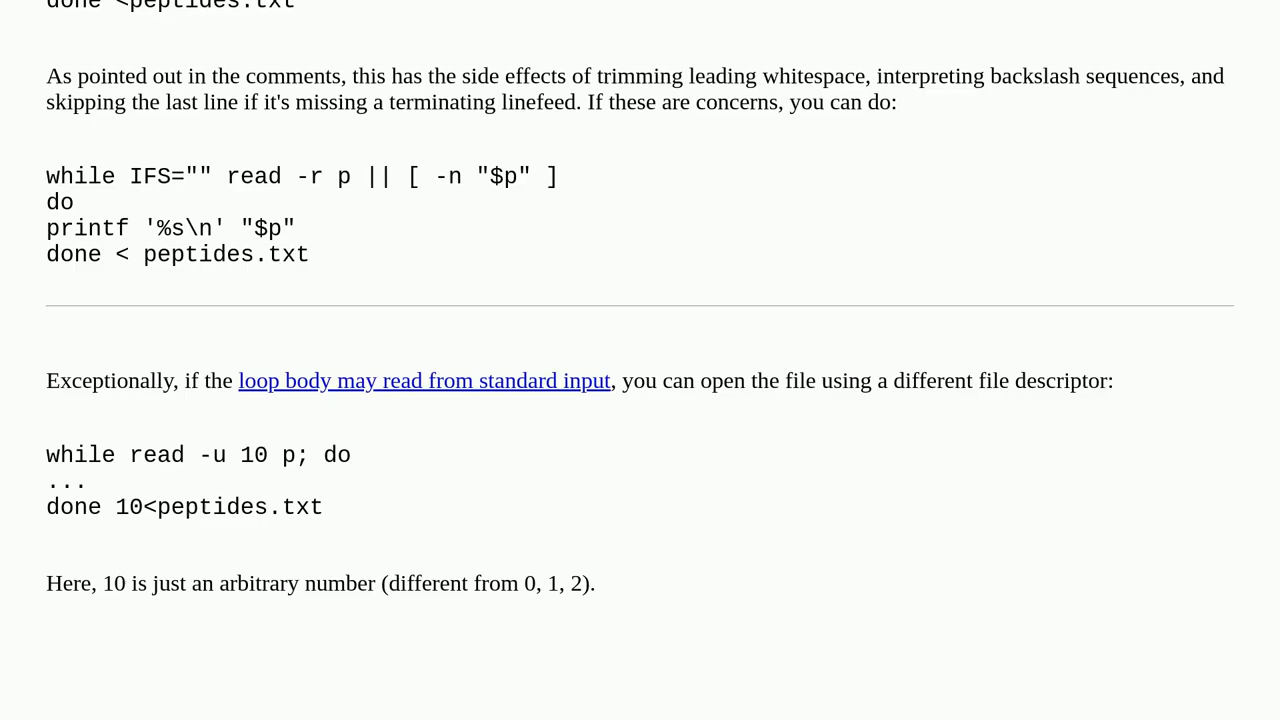 done <peptides.txt
As pointed out in the comments, this has the side effects of trimming leading whitespace, interpreting backslash sequences, and
skipping the last line if it's missing a terminating linefeed. If these are concerns, you can do:
while IFS="" read -r p || [ -n "$p" ]
do
printf '%s\n' "$p"
done < peptides.txt
Exceptionally, if the loop body may read from standard input, you can open the file using a different file descriptor:
while read -u 10 p; do
...
done 10<peptides.txt
Here, 10 is just an arbitrary number (different from 0, 1, 2).